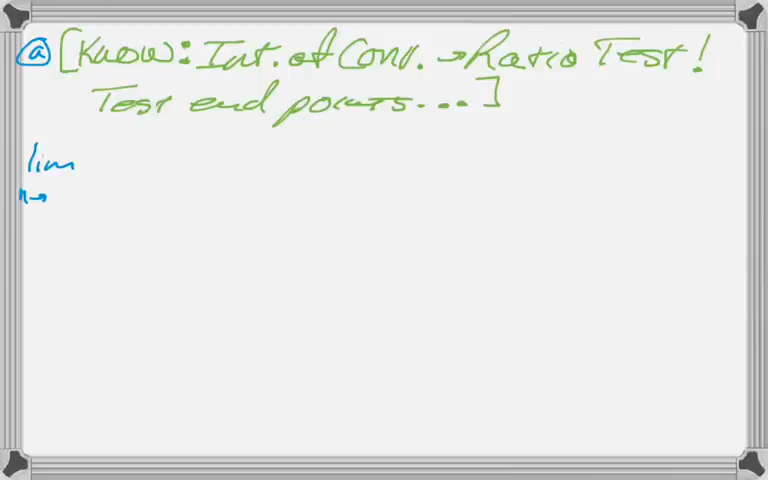 ⓐ [Know: Int. of Conv. → Ratio Test!
Test end points...]
lim
n→